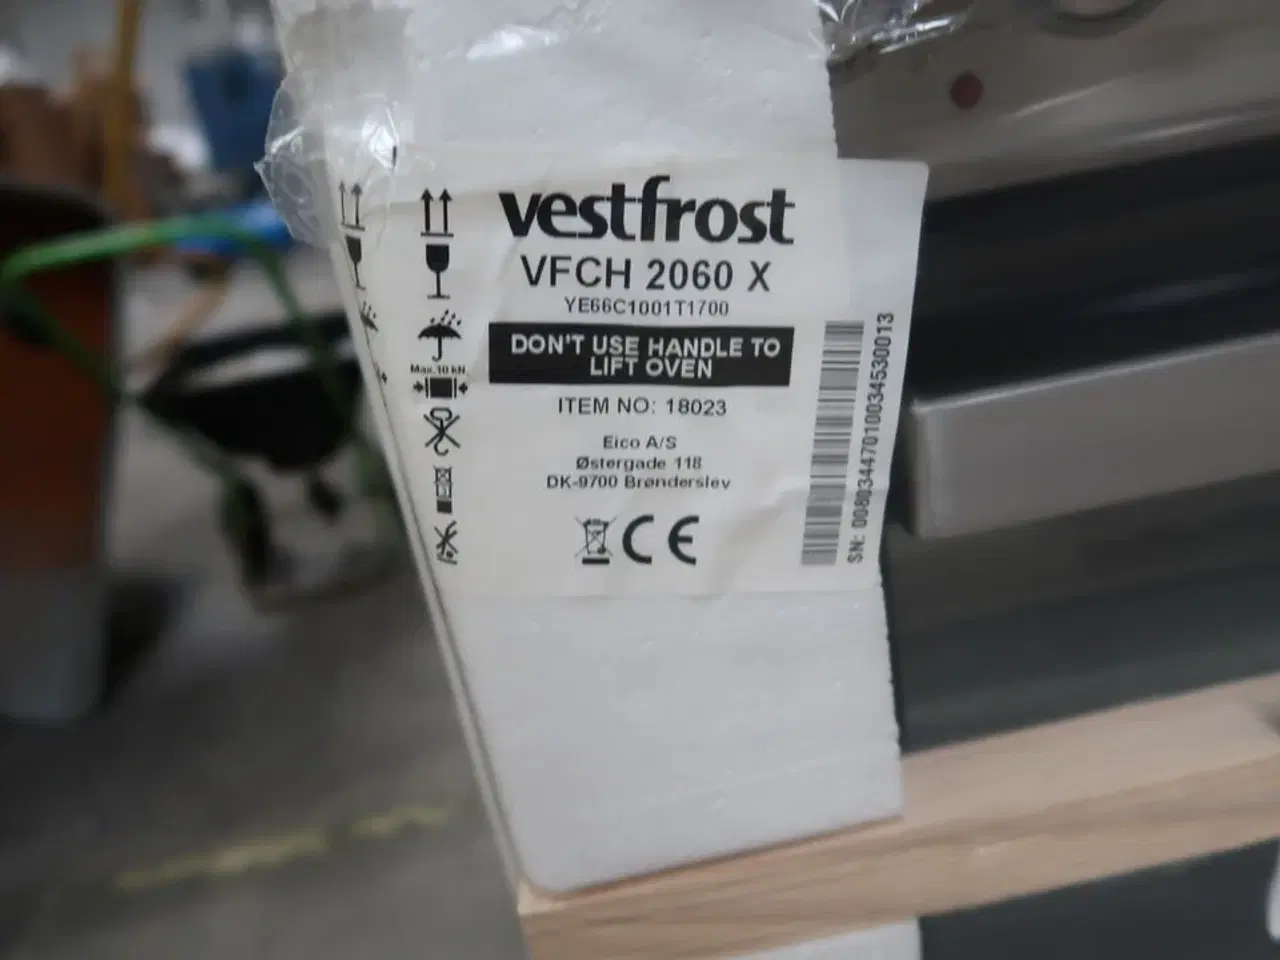 vestfrost
VFCH 2060 X
YE66C1001T1700
DON'T USE HANDLE TO
LIFT OVEN
ITEM NO: 18023
Eico A/S
Østergade 118
DK-9700 Brønderslev
CE
Max.10 kN
SN: 00803447010034530013